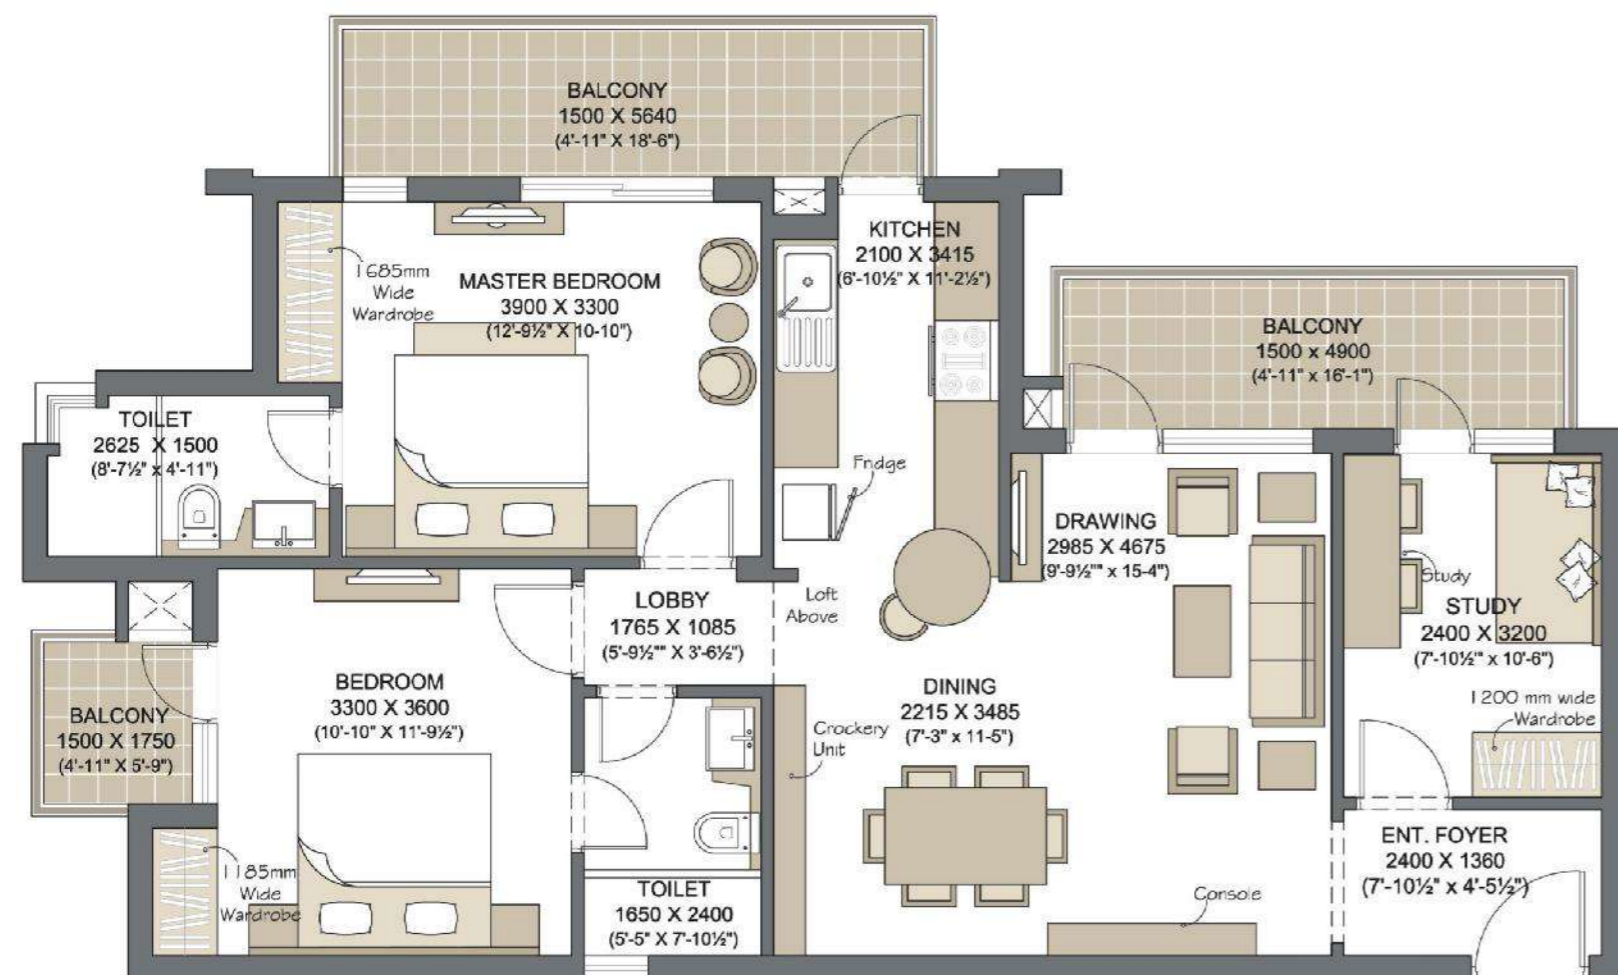 BALCONY
1500 X 5640
(4'-11" X 18'-6")
KITCHEN
2100 X 3415
(6'-10½" X 11'-2½")
1685mm
Wide
Wardrobe
MASTER BEDROOM
3900 X 3300
(12'-9½" X 10-10")
BALCONY
1500 x 4900
(4'-11" x 16'-1")
TOILET
2625 X 1500
(8'-7½" x 4'-11")
Fridge
DRAWING
2985 X 4675
(9'-9½"" x 15-4")
Study
STUDY
2400 X 3200
(7'-10½'" x 10'-6")
Loft
Above
LOBBY
1765 X 1085
(5'-9½"" X 3'-6½")
BEDROOM
3300 X 3600
(10'-10" X 11'-9½")
DINING
2215 X 3485
(7'-3" x 11-5")
1200 mm wide
Wardrobe
BALCONY
1500 X 1750
(4'-11" X 5'-9")
Crockery
Unit
ENT. FOYER
2400 X 1360
(7'-10½" x 4'-5½")
1185mm
Wide
Wardrobe
TOILET
1650 X 2400
(5'-5" X 7'-10½")
Console